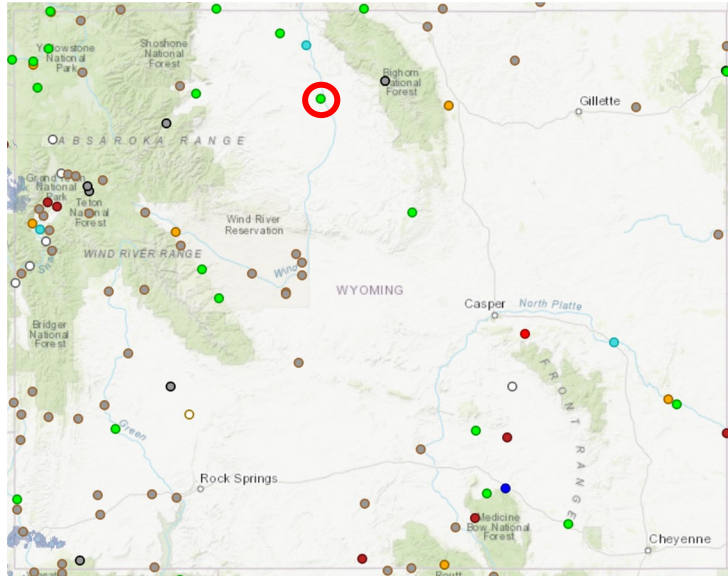 Yellowstone
National
Park
Shoshone
National
Forest
Bighorn
National
Forest
Gillette
ABSAROKA RANGE
Grand Teton
National
Park
Teton
National
Forest
Wind River
Reservation
WIND RIVER RANGE
Wind
WYOMING
Casper
North Platte
Bridger
National
Forest
FRONT RANGE
Green
Rock Springs
Medicine
Bow National
Forest
Cheyenne
Routt